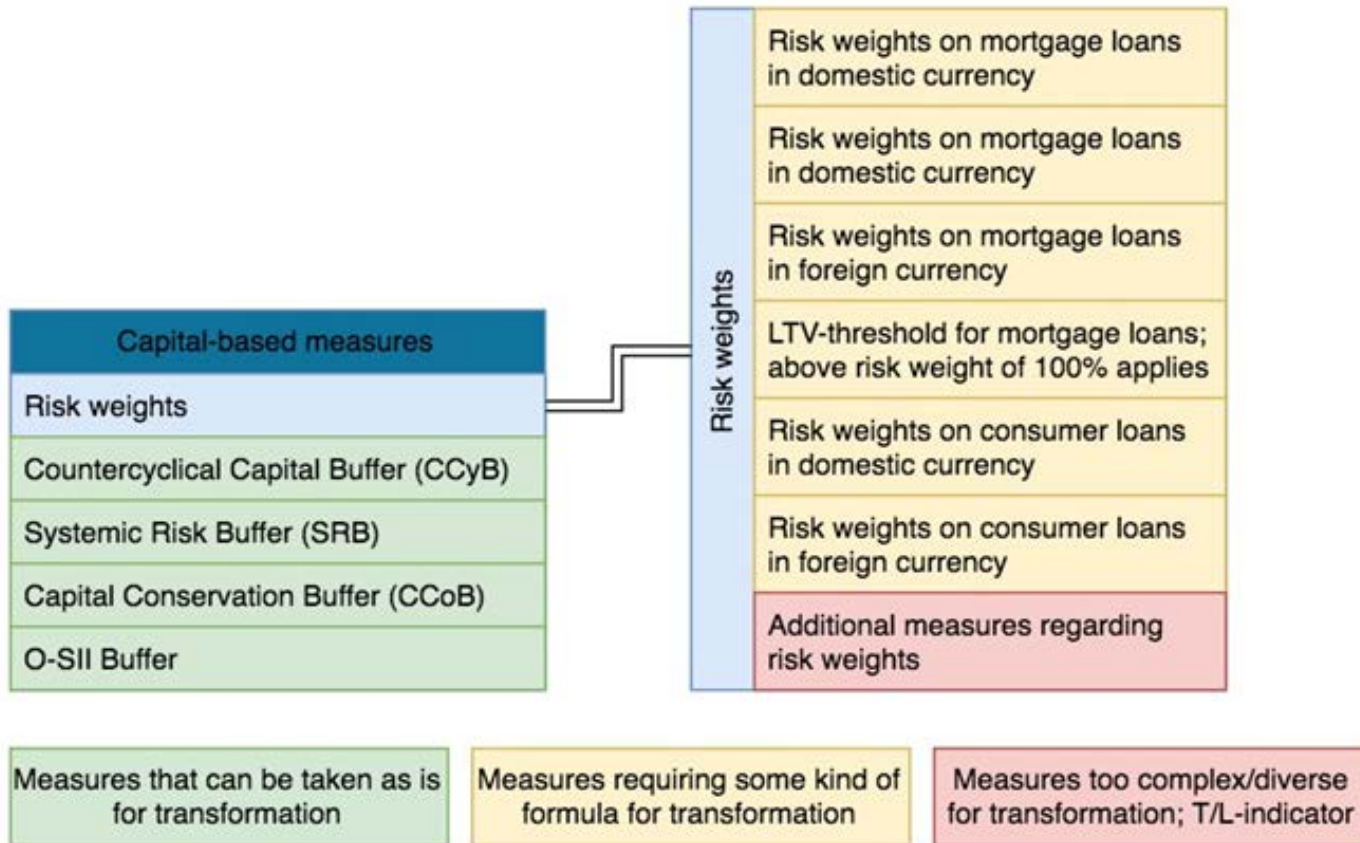 Capital-based measures
Risk weights
Countercyclical Capital Buffer (CCyB)
Systemic Risk Buffer (SRB)
Capital Conservation Buffer (CCoB)
O-SII Buffer
Risk weights
Risk weights on mortgage loans
in domestic currency
Risk weights on mortgage loans
in domestic currency
Risk weights on mortgage loans
in foreign currency
LTV-threshold for mortgage loans;
above risk weight of 100% applies
Risk weights on consumer loans
in domestic currency
Risk weights on consumer loans
in foreign currency
Additional measures regarding
risk weights
Measures that can be taken as is
for transformation
Measures requiring some kind of
formula for transformation
Measures too complex/diverse
for transformation; T/L-indicator